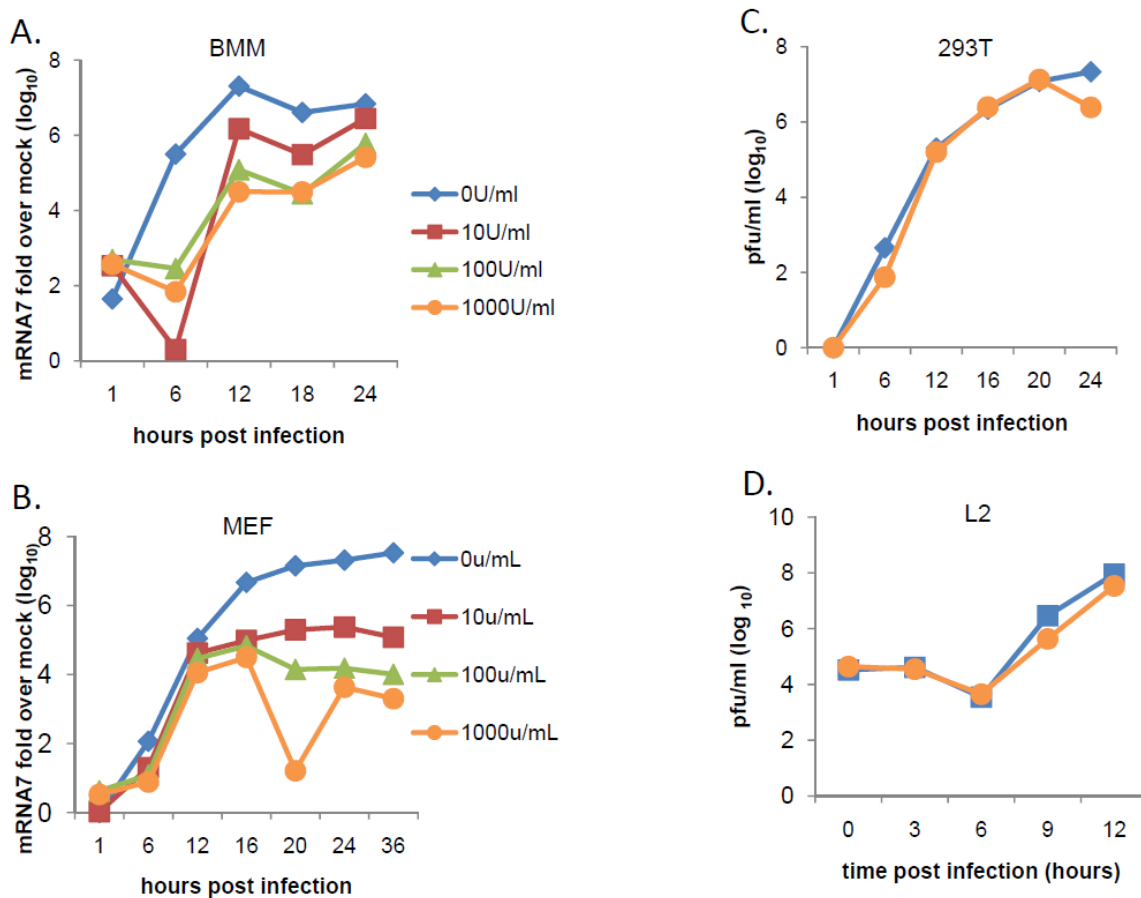 A.
BMM
mRNA7 fold over mock (log10)
8
6
4
2
0
1 6 12 18 24
hours post infection
0U/ml
10U/ml
100U/ml
1000U/ml
B.
MEF
mRNA7 fold over mock (log10)
8
6
4
2
0
1 6 12 16 20 24 36
hours post infection
0u/mL
10u/mL
100u/mL
1000u/mL
C.
293T
pfu/ml (log10)
8
6
4
2
0
1 6 12 16 20 24
hours post infection
D.
L2
pfu/ml (log 10)
10
8
6
4
2
0
0 3 6 9 12
time post infection (hours)